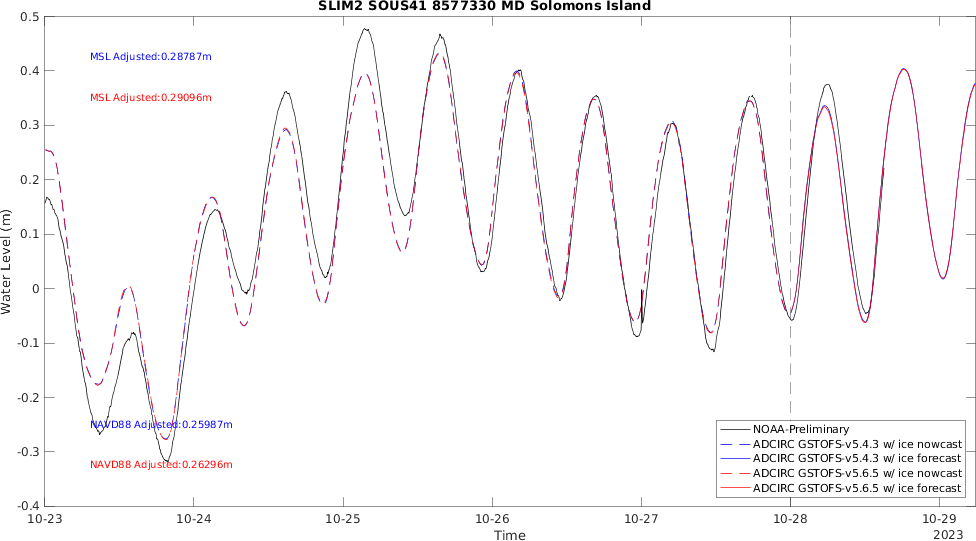 SLIM2 SOUS41 8577330 MD Solomons Island
0.5
0.4
0.3
0.2
0.1
0
-0.1
-0.2
-0.3
-0.4
Water Level (m)
MSL Adjusted:0.28787m
MSL Adjusted:0.29096m
NAVD88 Adjusted:0.25987m
NAVD88 Adjusted:0.26296m
NOAA-Preliminary
ADCIRC GSTOFS-v5.4.3 w/ ice nowcast
ADCIRC GSTOFS-v5.4.3 w/ ice forecast
ADCIRC GSTOFS-v5.6.5 w/ ice nowcast
ADCIRC GSTOFS-v5.6.5 w/ ice forecast
10-23 10-24 10-25 10-26 10-27 10-28 10-29
Time
2023